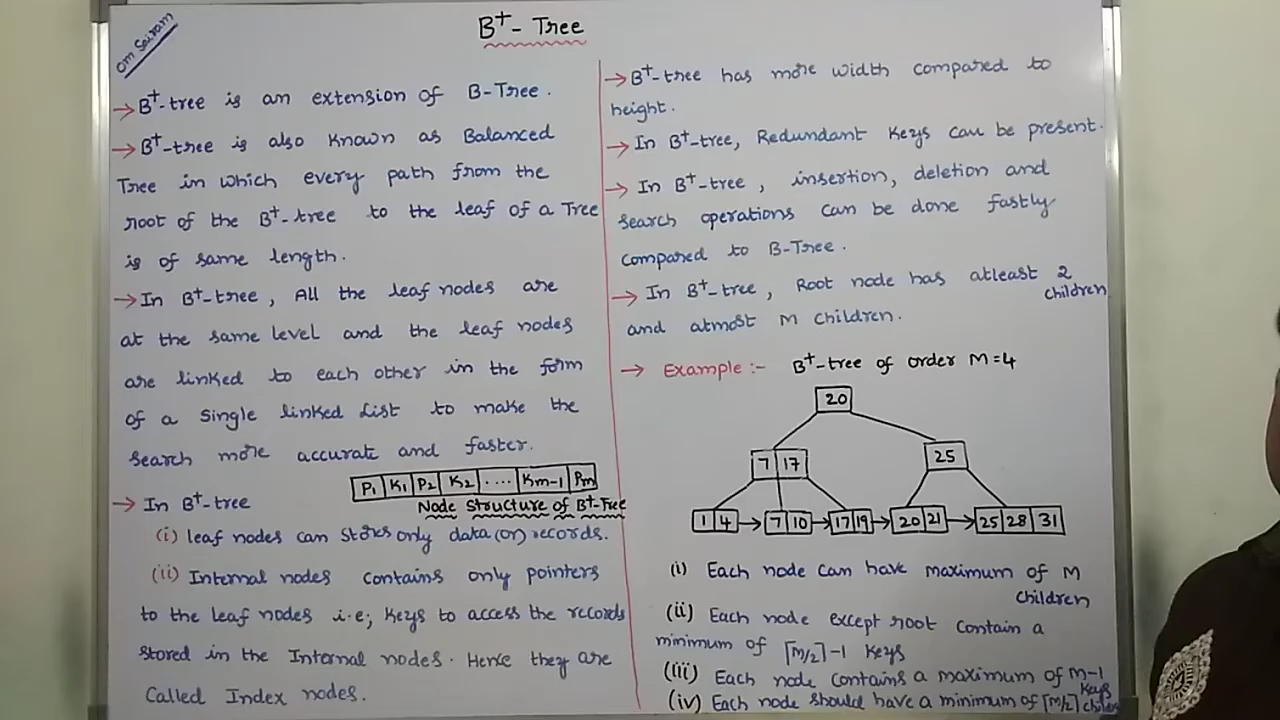 Om Sairam
B+- Tree
→ B+-tree is an extension of B-Tree.
→ B+-tree is also known as Balanced
Tree in which every path from the
root of the B+-tree to the leaf of a Tree
is of same length.
→ In B+-tree, All the leaf nodes are
at the same level and the leaf nodes
are linked to each other in the form
of a Single linked List to make the
search more accurate and faster.
→ In B+-tree
P1 K1 P2 K2 .... Km-1 Pm
Node Structure of B+-Tree
(i) leaf nodes can stores only data (or) records.
(ii) Internal nodes contains only pointers
to the leaf nodes i.e; keys to access the records
stored in the Internal nodes. Hence they are
Called Index nodes.
→ B+-tree has more width compared to
height.
→ In B+-tree, Redundant keys can be present.
→ In B+-tree, insertion, deletion and
search operations can be done fastly
compared to B-Tree.
→ In B+-tree, Root node has atleast 2
children
and atmost M children.
→ Example :- B+-tree of order M=4
20
7 17
25
1 4 → 7 10 → 17 19 → 20 21 → 25 28 31
(i) Each node can have maximum of M
children
(ii) Each node except root contain a
minimum of ⌈M/2⌉-1 keys
(iii) Each node contains a maximum of M-1
keys
(iv) Each node should have a minimum of ⌈M/2⌉